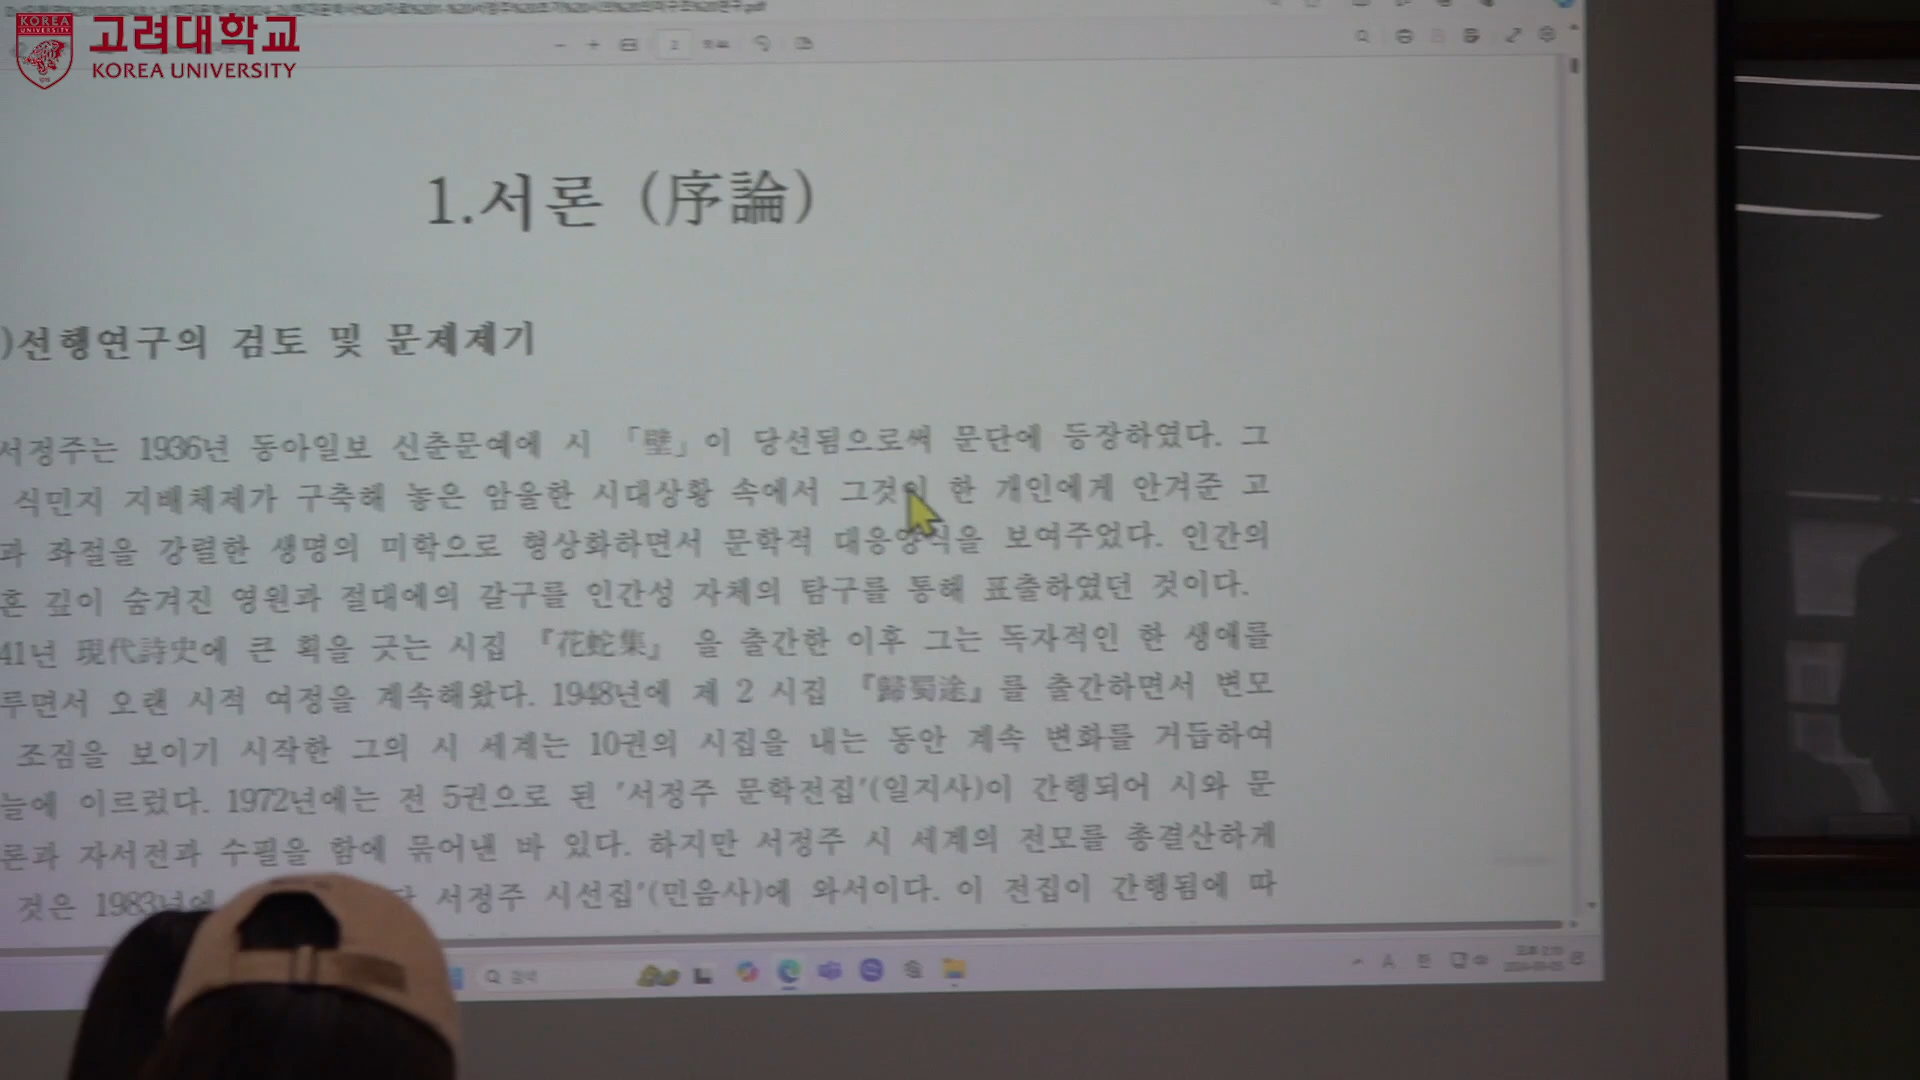 고려대학교
KOREA UNIVERSITY
1.서론 (序論)
)선행연구의 검토 및 문제제기
서정주는 1936년 동아일보 신춘문예에 시 「壁」이 당선됨으로써 문단에 등장하였다. 그
식민지 지배체제가 구축해 놓은 암울한 시대상황 속에서 그것이 한 개인에게 안겨준 고
과 좌절을 강렬한 생명의 미학으로 형상화하면서 문학적 대응양식을 보여주었다. 인간의
혼 깊이 숨겨진 영원과 절대에의 갈구를 인간성 자체의 탐구를 통해 표출하였던 것이다.
41년 現代詩史에 큰 획을 긋는 시집 『花蛇集』 을 출간한 이후 그는 독자적인 한 생애를
루면서 오랜 시적 여정을 계속해왔다. 1948년에 제 2 시집 『歸蜀途』를 출간하면서 변모
조짐을 보이기 시작한 그의 시 세계는 10권의 시집을 내는 동안 계속 변화를 거듭하여
늘에 이르렀다. 1972년에는 전 5권으로 된 '서정주 문학전집'(일지사)이 간행되어 시와 문
론과 자서전과 수필을 함에 묶어낸 바 있다. 하지만 서정주 시 세계의 전모를 총결산하게
것은 1983년에 서정주 시선집'(민음사)에 와서이다. 이 전집이 간행됨에 따
검색